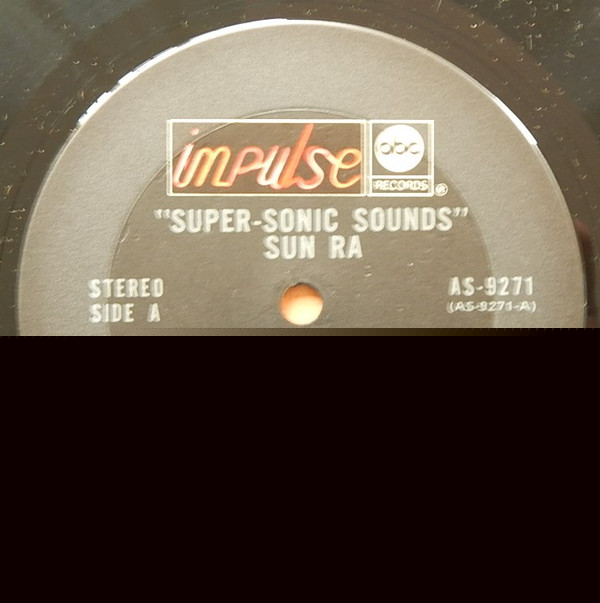 impulse
abc
RECORDS ®
"SUPER-SONIC SOUNDS"
SUN RA
STEREO
SIDE A
AS-9271
(AS-9271-A)